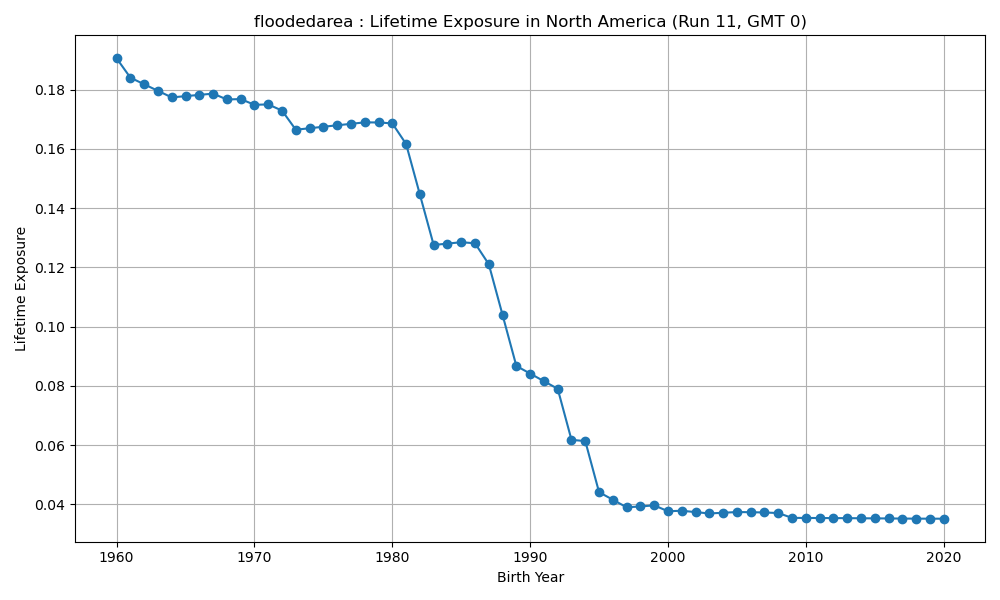 floodedarea : Lifetime Exposure in North America (Run 11, GMT 0)
0.18
0.16
0.14
0.12
0.10
0.08
0.06
0.04
Lifetime Exposure
1960 1970 1980 1990 2000 2010 2020
Birth Year